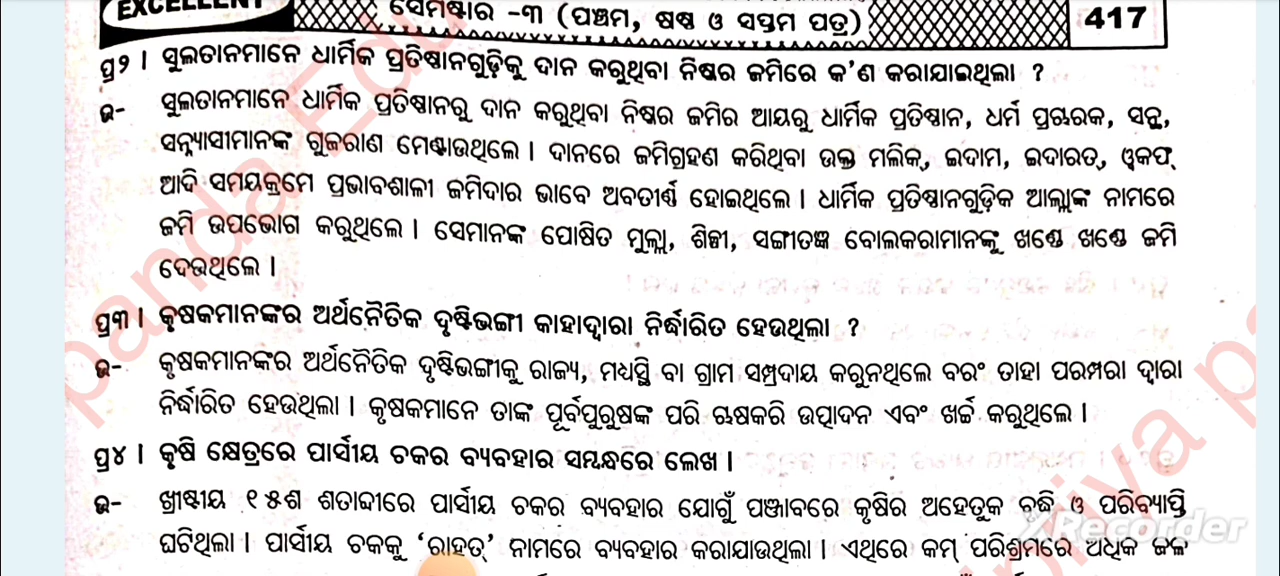 EXCELLENT ସେମିଷ୍ଟାର -୩ (ପଞ୍ଚମ, ଷଷ୍ଠ ଓ ସପ୍ତମ ପତ୍ର) 417
ପ୍ର୨ । ସୁଲତାନମାନେ ଧାର୍ମିକ ପ୍ରତିଷ୍ଠାନଗୁଡ଼ିକୁ ଦାନ କରୁଥିବା ନିଷ୍କର ଜମିରେ କ'ଣ କରାଯାଇଥିଲା ?
ଉ- ସୁଲତାନମାନେ ଧାର୍ମିକ ପ୍ରତିଷ୍ଠାନରୁ ଦାନ କରୁଥିବା ନିଷ୍କର ଜମିର ଆୟରୁ ଧାର୍ମିକ ପ୍ରତିଷ୍ଠାନ, ଧର୍ମ ପ୍ରଚ୍ଚରକ, ସନ୍ଥ,
ସନ୍ନ୍ୟାସୀମାନଙ୍କ ଗୁଜରାଣ ମେଣ୍ଟାଉଥିଲେ । ଦାନରେ ଜମିଗ୍ରହଣ କରିଥିବା ଉକ୍ତ ମଲିକ୍, ଇଦାମ, ଇଦାରତ୍, ୱକଫ୍
ଆଦି ସମୟକ୍ରମେ ପ୍ରଭାବଶାଳୀ ଜମିଦାର ଭାବେ ଅବତୀର୍ଣ୍ଣ ହୋଇଥିଲେ । ଧାର୍ମିକ ପ୍ରତିଷ୍ଠାନଗୁଡ଼ିକ ଆଲ୍ଲାଙ୍କ ନାମରେ
ଜମି ଉପଭୋଗ କରୁଥିଲେ । ସେମାନଙ୍କ ପୋଷିତ ମୁଲ୍ଲା, ଶିଳ୍ପୀ, ସଙ୍ଗୀତଜ୍ଞ ବୋଲକରାମାନଙ୍କୁ ଖଣ୍ଡେ ଖଣ୍ଡେ ଜମି
ଦେଉଥିଲେ ।
ପ୍ର୩ । କୃଷକମାନଙ୍କର ଅର୍ଥନୈତିକ ଦୃଷ୍ଟିଭଙ୍ଗୀ କାହାଦ୍ୱାରା ନିର୍ଦ୍ଧାରିତ ହେଉଥିଲା ?
ଉ- କୃଷକମାନଙ୍କର ଅର୍ଥନୈତିକ ଦୃଷ୍ଟିଭଙ୍ଗୀକୁ ରାଜ୍ୟ, ମଧ୍ୟସ୍ଥି ବା ଗ୍ରାମ ସମ୍ପ୍ରଦାୟ କରୁନଥିଲେ ବରଂ ତାହା ପରମ୍ପରା ଦ୍ୱାରା
ନିର୍ଦ୍ଧାରିତ ହେଉଥିଲା । କୃଷକମାନେ ତାଙ୍କ ପୂର୍ବପୁରୁଷଙ୍କ ପରି ଋଷକରି ଉତ୍ପାଦନ ଏବଂ ଖର୍ଚ୍ଚ କରୁଥିଲେ ।
ପ୍ର୪ । କୃଷି କ୍ଷେତ୍ରରେ ପାର୍ସୀୟ ଚକର ବ୍ୟବହାର ସମ୍ବନ୍ଧରେ ଲେଖ ।
ଉ- ଖ୍ରୀଷ୍ଟୀୟ ୧୫ଶ ଶତାବ୍ଦୀରେ ପାର୍ସୀୟ ଚକର ବ୍ୟବହାର ଯୋଗୁଁ ପଞ୍ଜାବରେ କୃଷିର ଅହେତୁକ ବୃଦ୍ଧି ଓ ପରିବ୍ୟାପ୍ତି
ଘଟିଥିଲା । ପାର୍ସୀୟ ଚକକୁ 'ରାହତ୍' ନାମରେ ବ୍ୟବହାର କରାଯାଉଥିଲା । ଏଥିରେ କମ୍ ପରିଶ୍ରମରେ ଅଧିକ ଜଳ
XRecorder